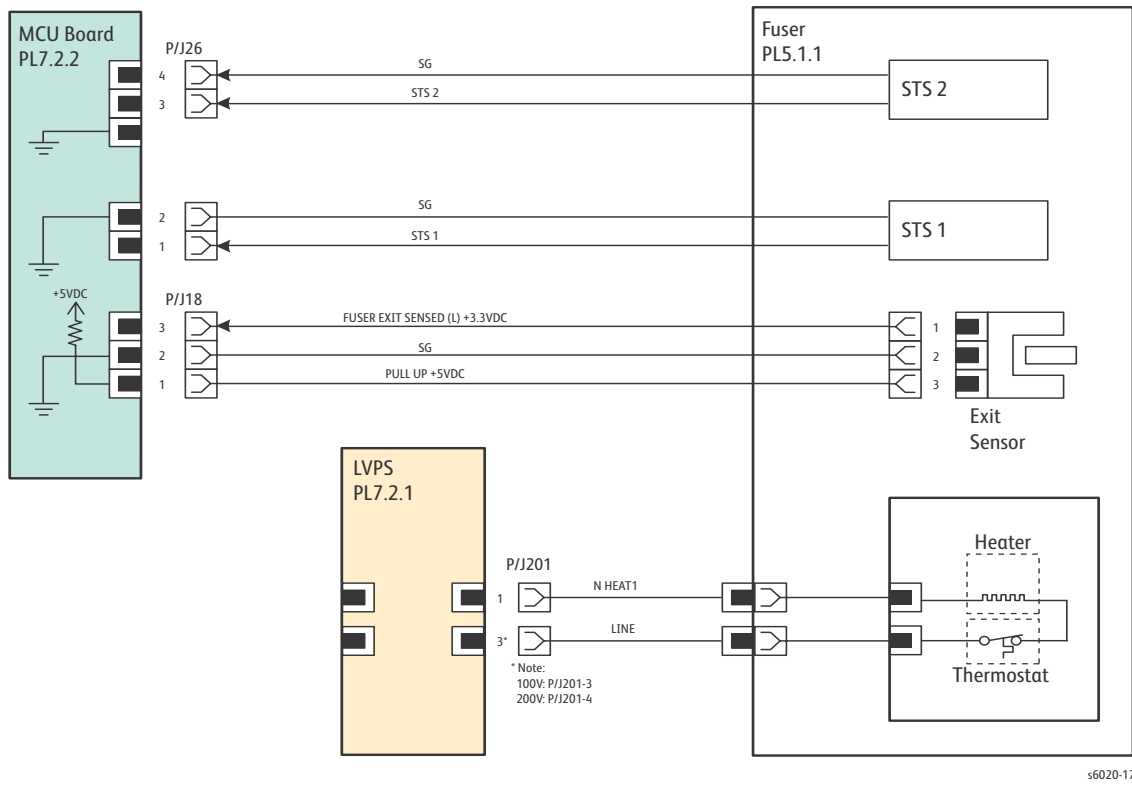 MCU Board
PL7.2.2
P/J26
4
3
SG
STS 2
Fuser
PL5.1.1
STS 2
2
1
SG
STS 1
STS 1
+5VDC
P/J18
3
2
1
FUSER EXIT SENSED (L) +3.3VDC
SG
PULL UP +5VDC
1
2
3
Exit
Sensor
LVPS
PL7.2.1
P/J201
1
N HEAT1
3*
LINE
* Note:
100V: P/J201-3
200V: P/J201-4
Heater
Thermostat
s6020-17